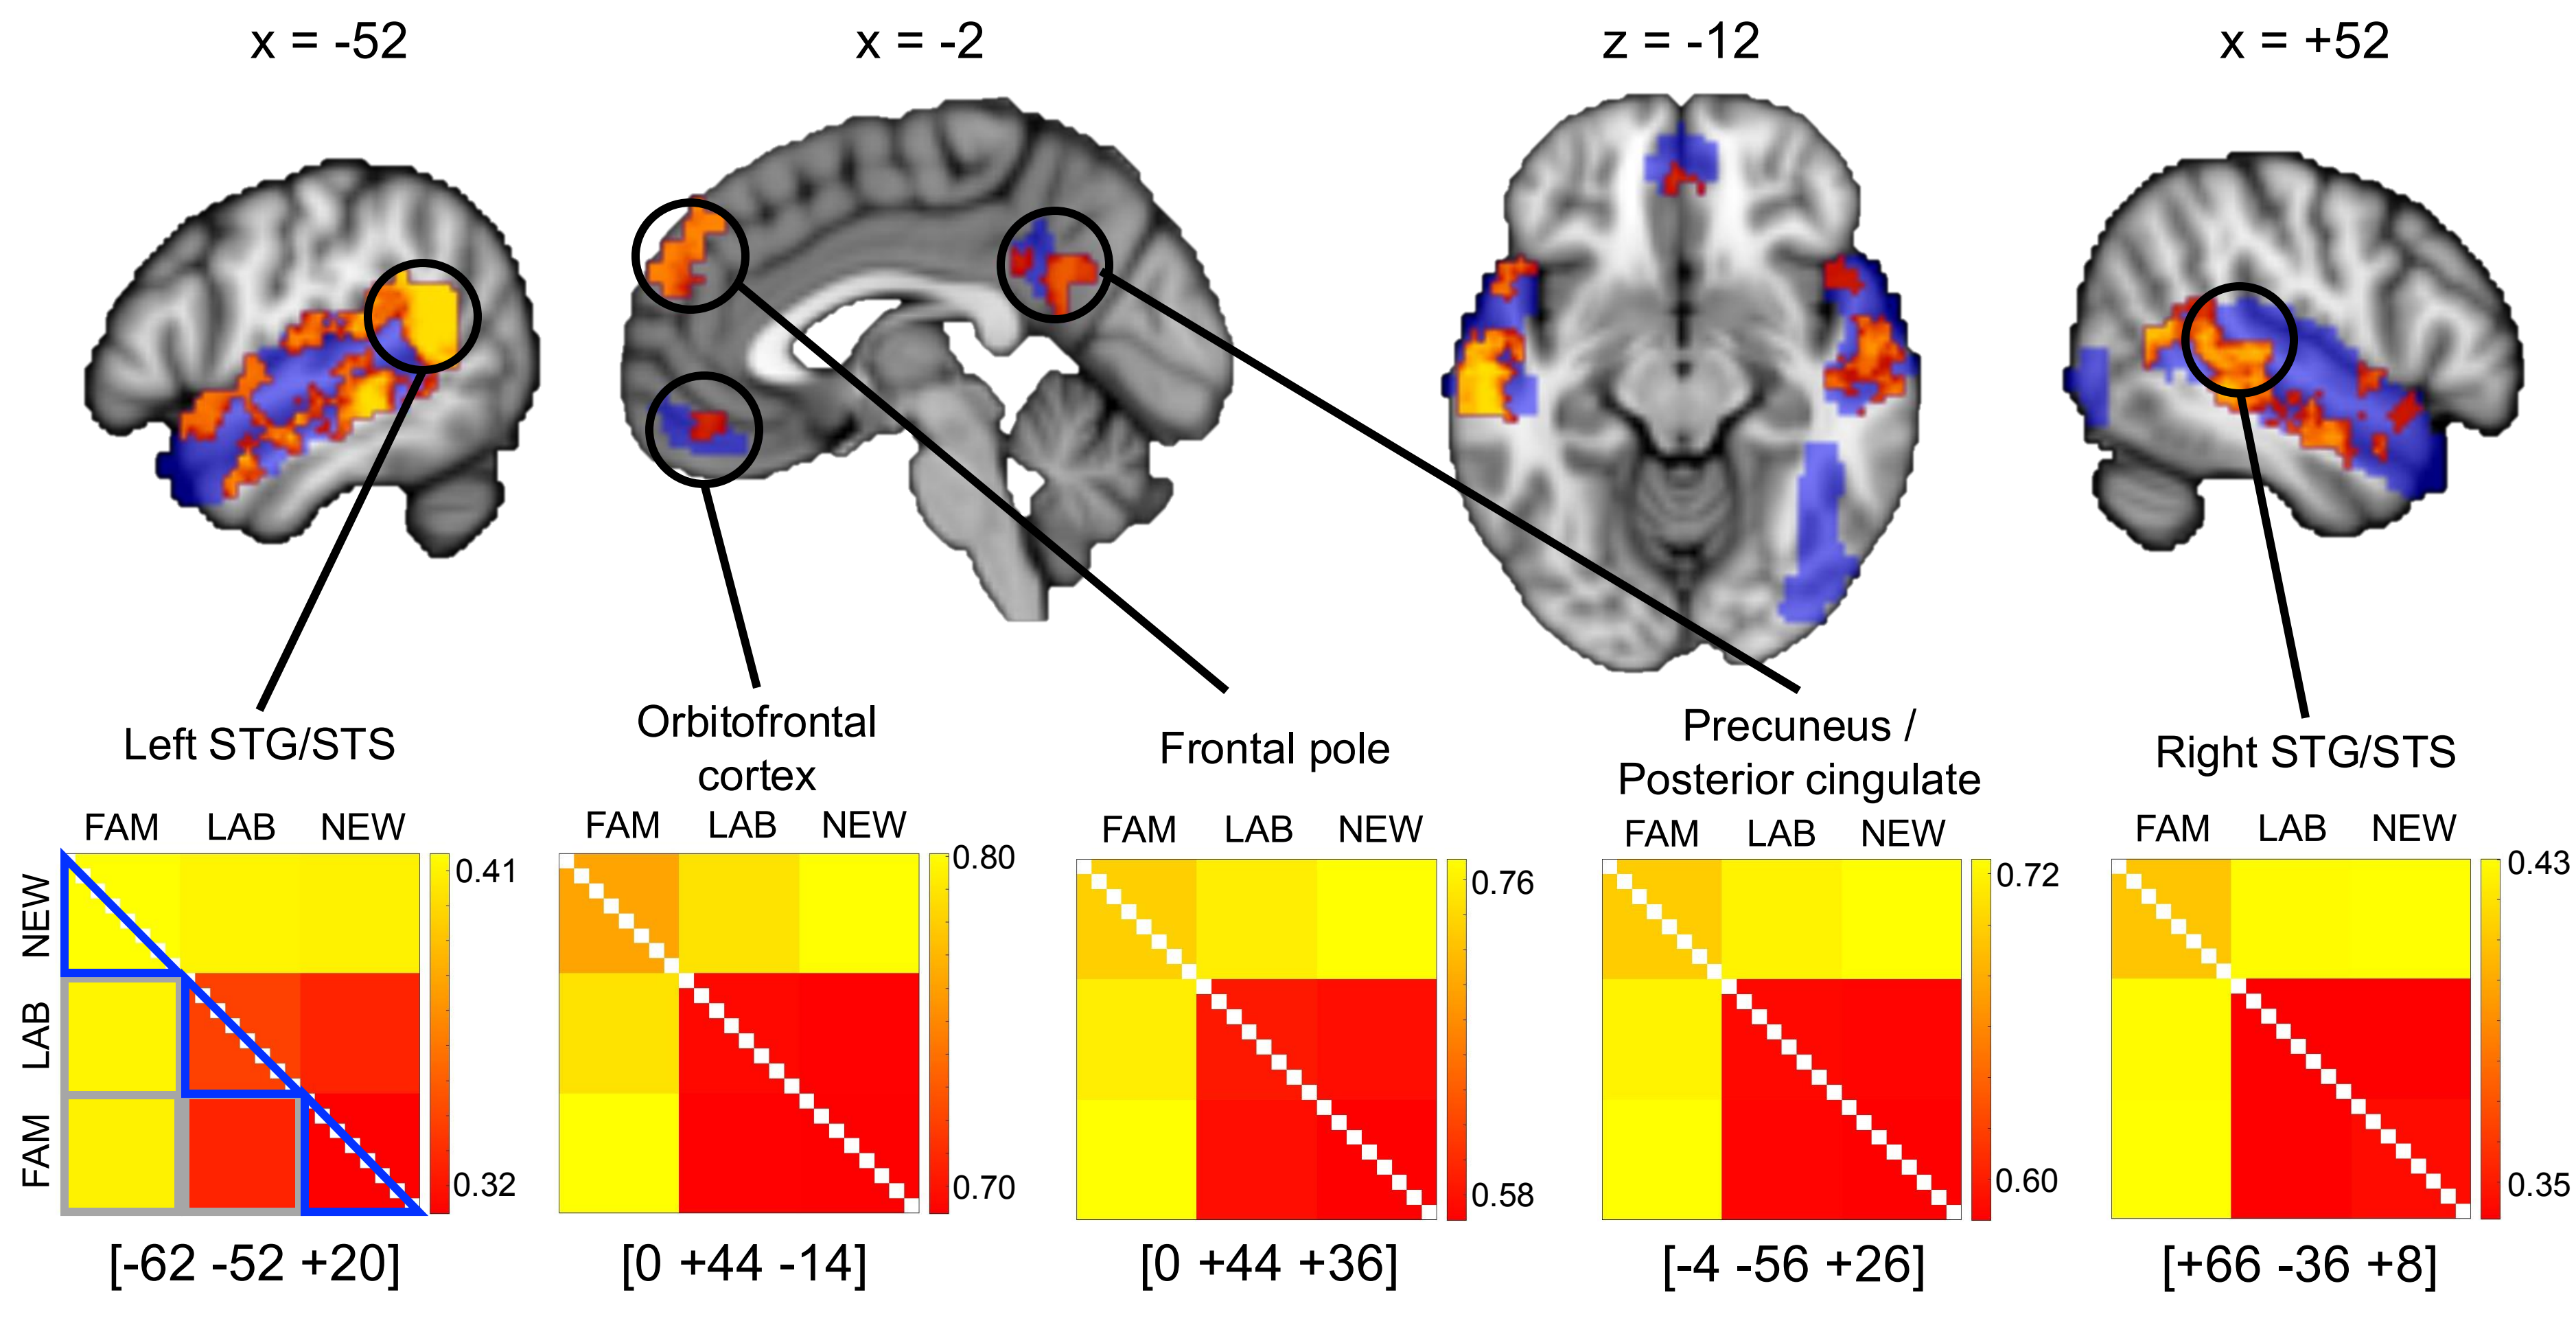 x = -52
x = -2
z = -12
x = +52
Left STG/STS
Orbitofrontal
cortex
Frontal pole
Precuneus /
Posterior cingulate
Right STG/STS
FAM LAB NEW
NEW
LAB
FAM
0.41
0.32
[-62 -52 +20]
FAM LAB NEW
0.80
0.70
[0 +44 -14]
FAM LAB NEW
0.76
0.58
[0 +44 +36]
FAM LAB NEW
0.72
0.60
[-4 -56 +26]
FAM LAB NEW
0.43
0.35
[+66 -36 +8]